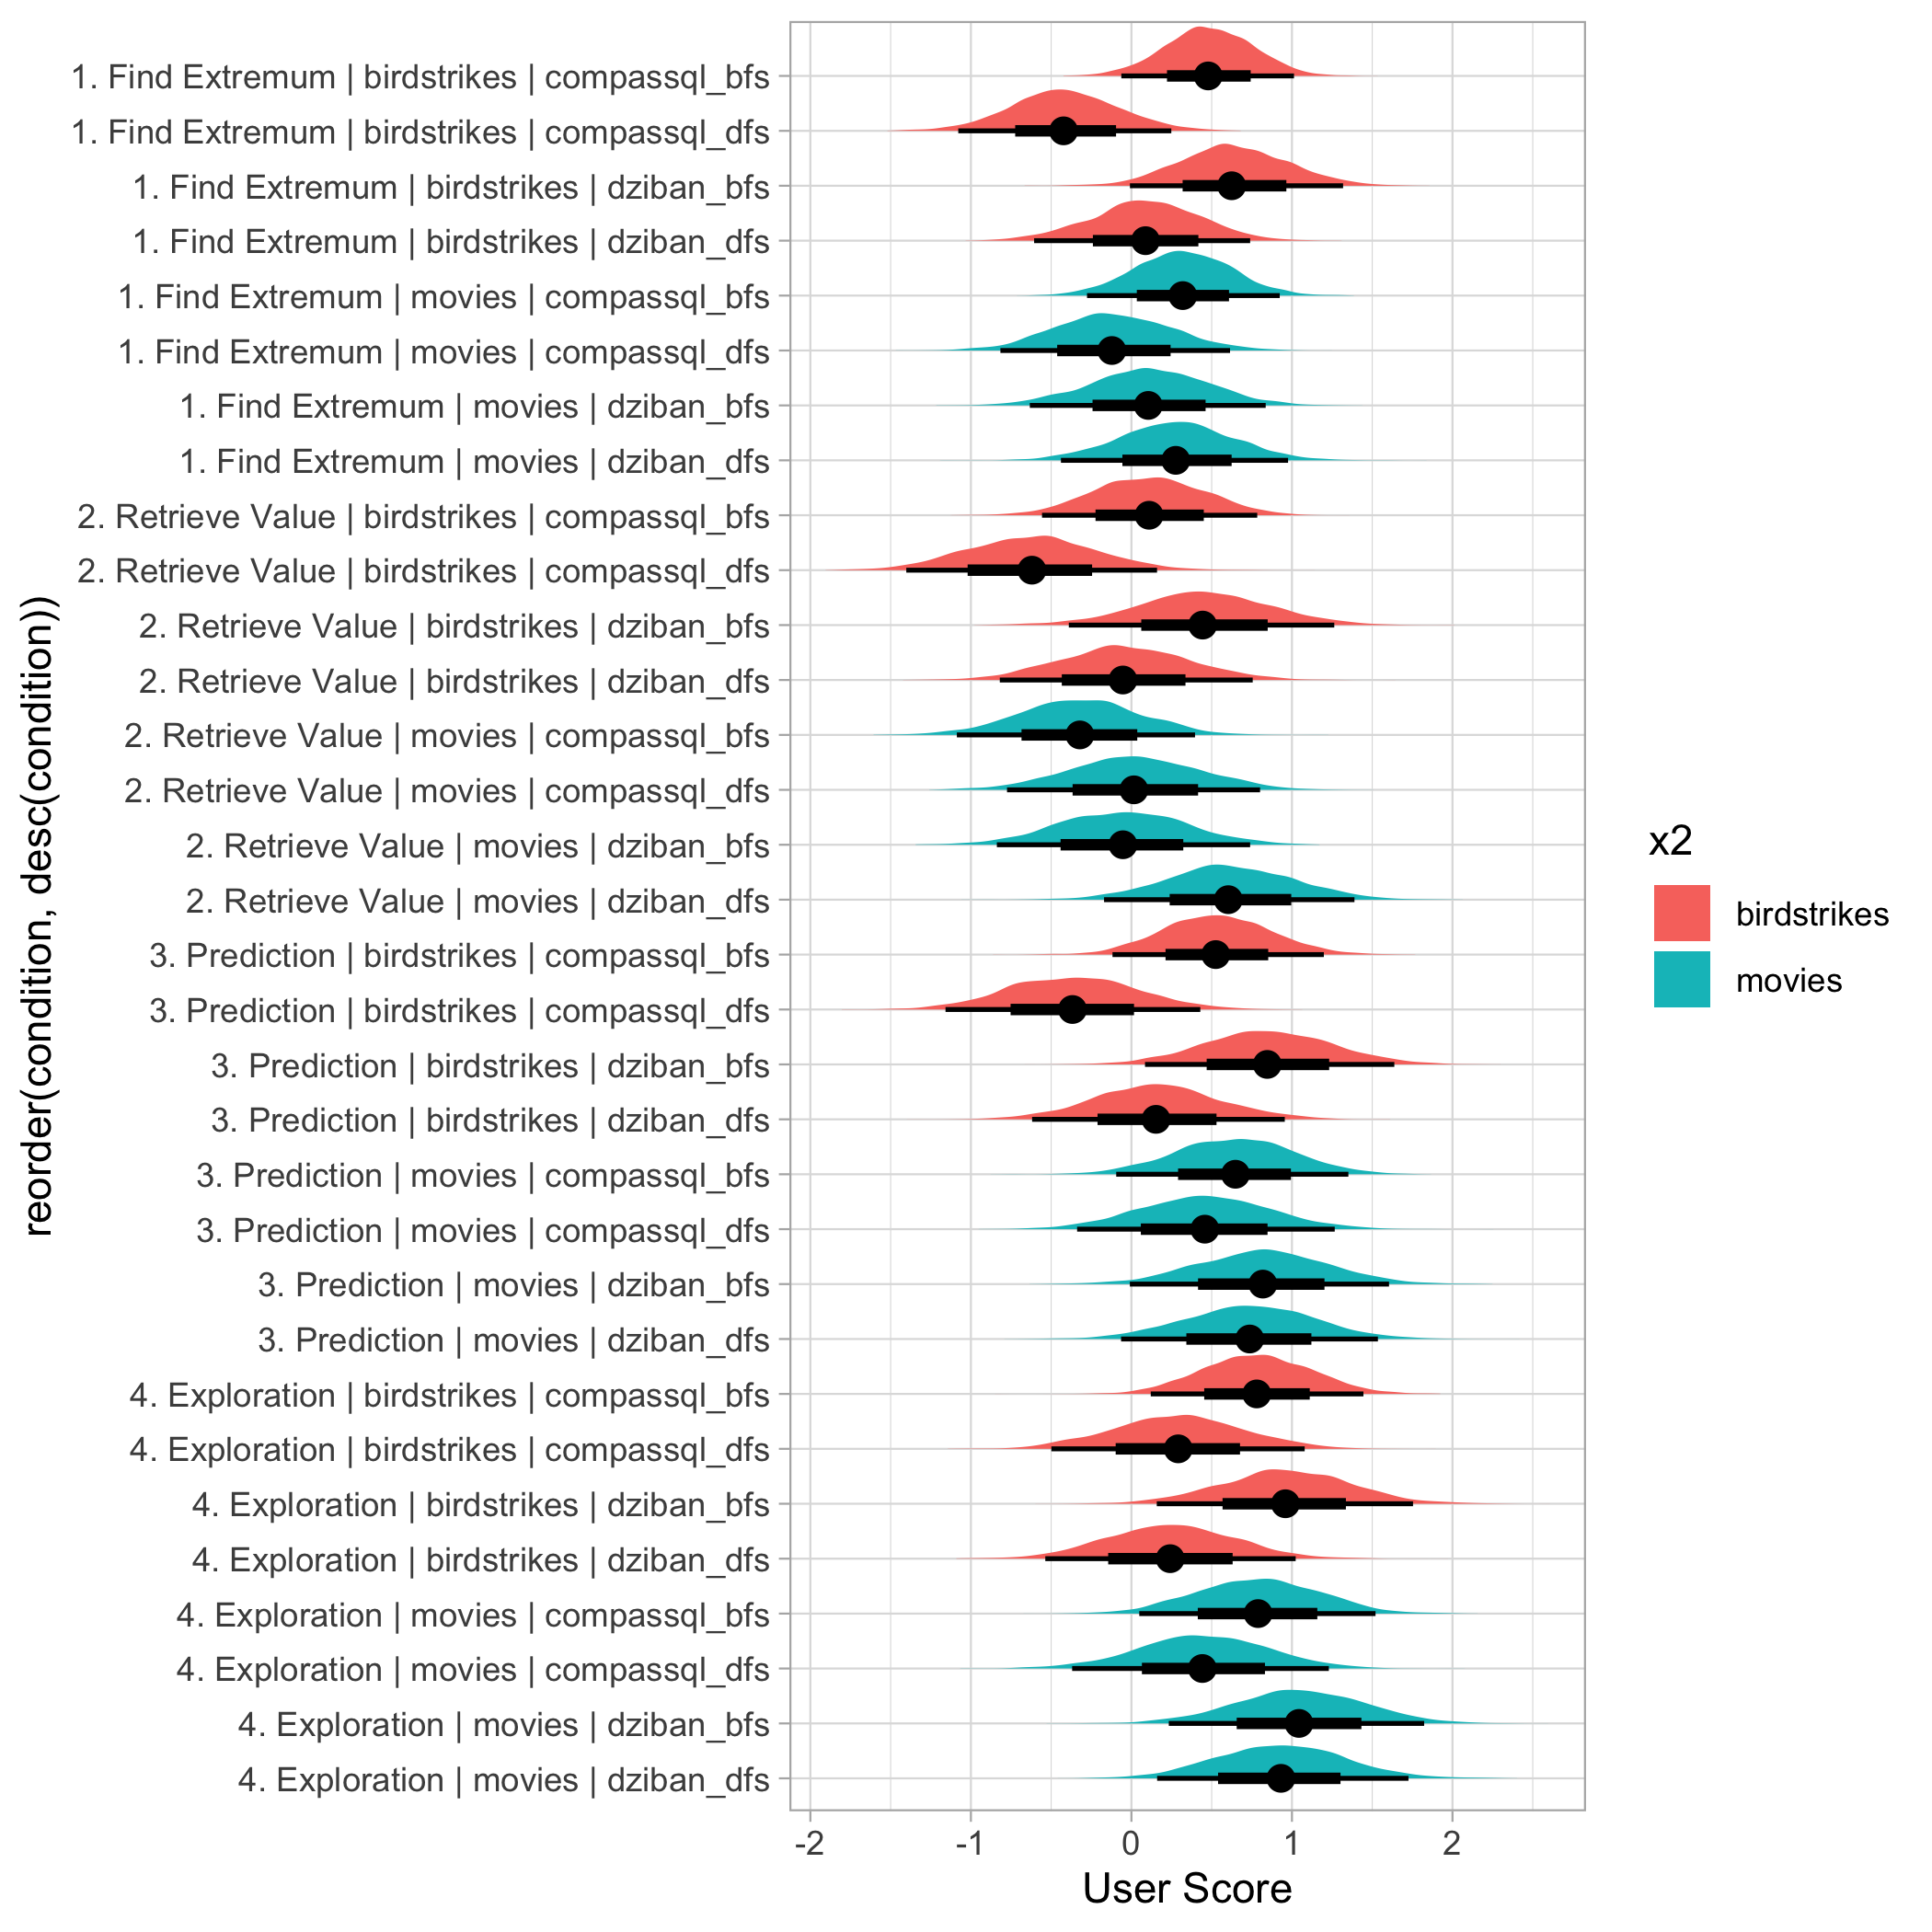 1. Find Extremum | birdstrikes | compassql_bfs
1. Find Extremum | birdstrikes | compassql_dfs
1. Find Extremum | birdstrikes | dziban_bfs
1. Find Extremum | birdstrikes | dziban_dfs
1. Find Extremum | movies | compassql_bfs
1. Find Extremum | movies | compassql_dfs
1. Find Extremum | movies | dziban_bfs
1. Find Extremum | movies | dziban_dfs
2. Retrieve Value | birdstrikes | compassql_bfs
2. Retrieve Value | birdstrikes | compassql_dfs
2. Retrieve Value | birdstrikes | dziban_bfs
2. Retrieve Value | birdstrikes | dziban_dfs
2. Retrieve Value | movies | compassql_bfs
2. Retrieve Value | movies | compassql_dfs
2. Retrieve Value | movies | dziban_bfs
2. Retrieve Value | movies | dziban_dfs
3. Prediction | birdstrikes | compassql_bfs
3. Prediction | birdstrikes | compassql_dfs
3. Prediction | birdstrikes | dziban_bfs
3. Prediction | birdstrikes | dziban_dfs
3. Prediction | movies | compassql_bfs
3. Prediction | movies | compassql_dfs
3. Prediction | movies | dziban_bfs
3. Prediction | movies | dziban_dfs
4. Exploration | birdstrikes | compassql_bfs
4. Exploration | birdstrikes | compassql_dfs
4. Exploration | birdstrikes | dziban_bfs
4. Exploration | birdstrikes | dziban_dfs
4. Exploration | movies | compassql_bfs
4. Exploration | movies | compassql_dfs
4. Exploration | movies | dziban_bfs
4. Exploration | movies | dziban_dfs
reorder(condition, desc(condition))
-2 -1 0 1 2
User Score
x2
birdstrikes
movies